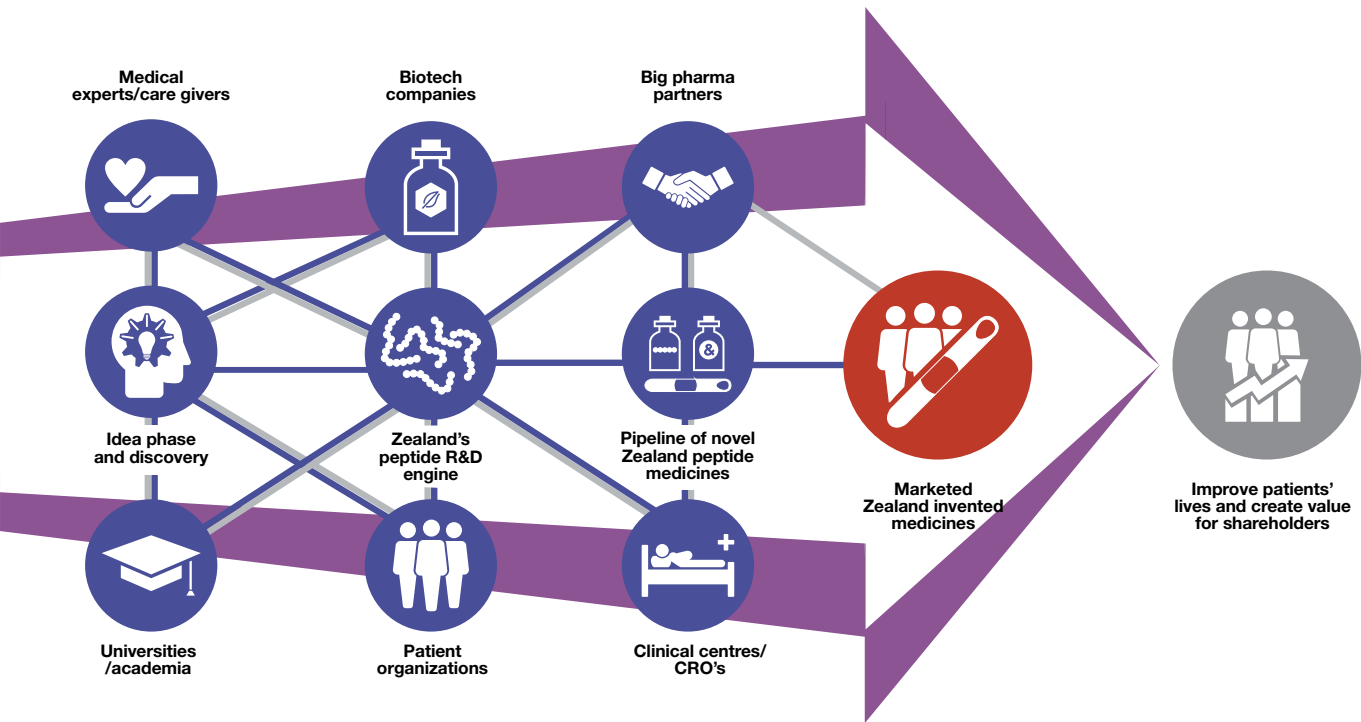 Medical
experts/care givers
Biotech
companies
Big pharma
partners
&
Idea phase
and discovery
Zealand's
peptide R&D
engine
Pipeline of novel
Zealand peptide
medicines
Marketed
Zealand invented
medicines
Improve patients'
lives and create value
for shareholders
Universities
/academia
Patient
organizations
Clinical centres/
CRO's